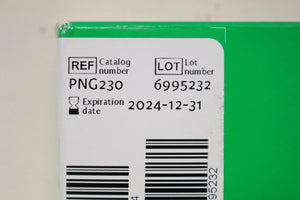 REF Catalog number LOT Lot number
PNG230 6995232
Expiration date 2024-12-31
95232